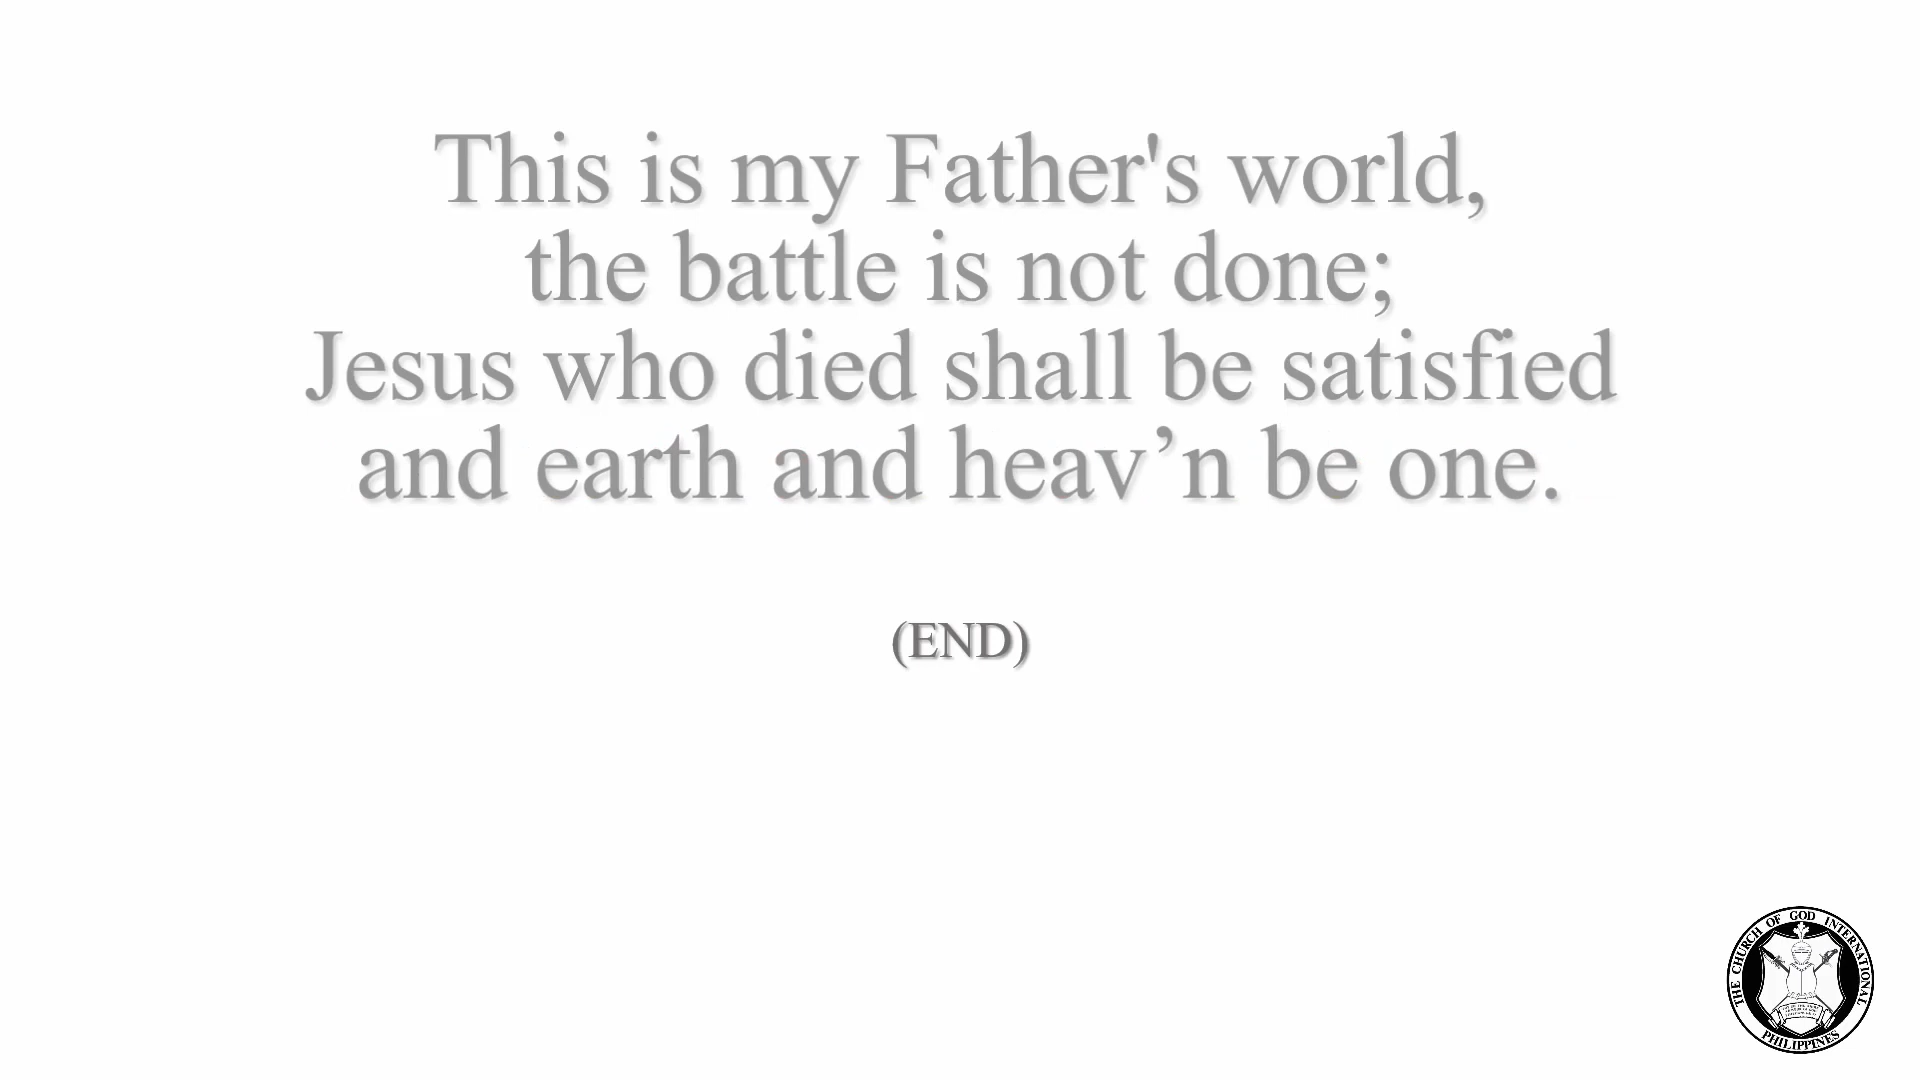 This is my Father's world,
the battle is not done;
Jesus who died shall be satisfied
and earth and heav’n be one.
(END)
THE CHURCH OF GOD INTERNATIONAL
PHILIPPINES